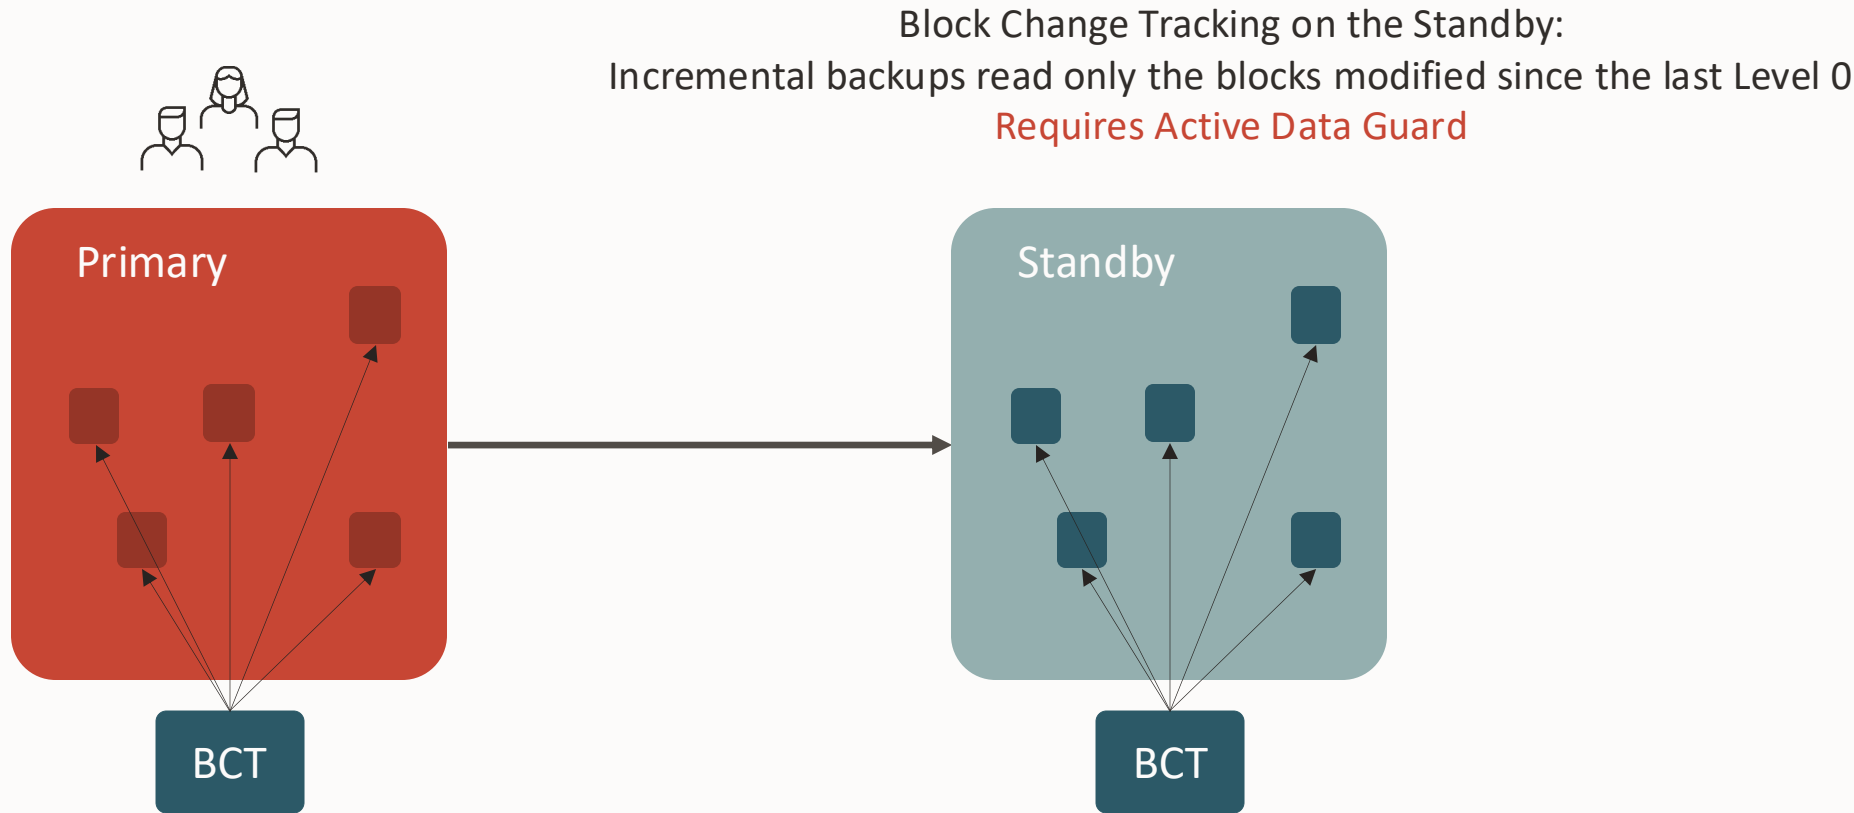 Block Change Tracking on the Standby:
Incremental backups read only the blocks modified since the last Level 0
Requires Active Data Guard
Primary
Standby
BCT
BCT